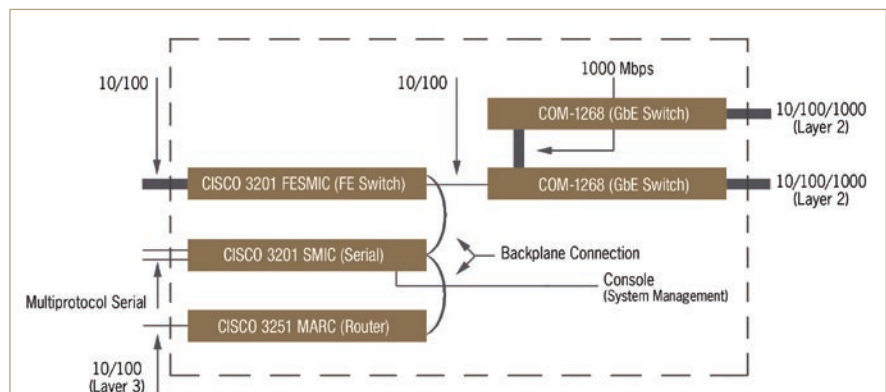 10/100
10/100
1000 Mbps
COM-1268 (GbE Switch)
10/100/1000
(Layer 2)
CISCO 3201 FESMIC (FE Switch)
COM-1268 (GbE Switch)
10/100/1000
(Layer 2)
CISCO 3201 SMIC (Serial)
Backplane Connection
Console
(System Management)
Multiprotocol Serial
CISCO 3251 MARC (Router)
10/100
(Layer 3)